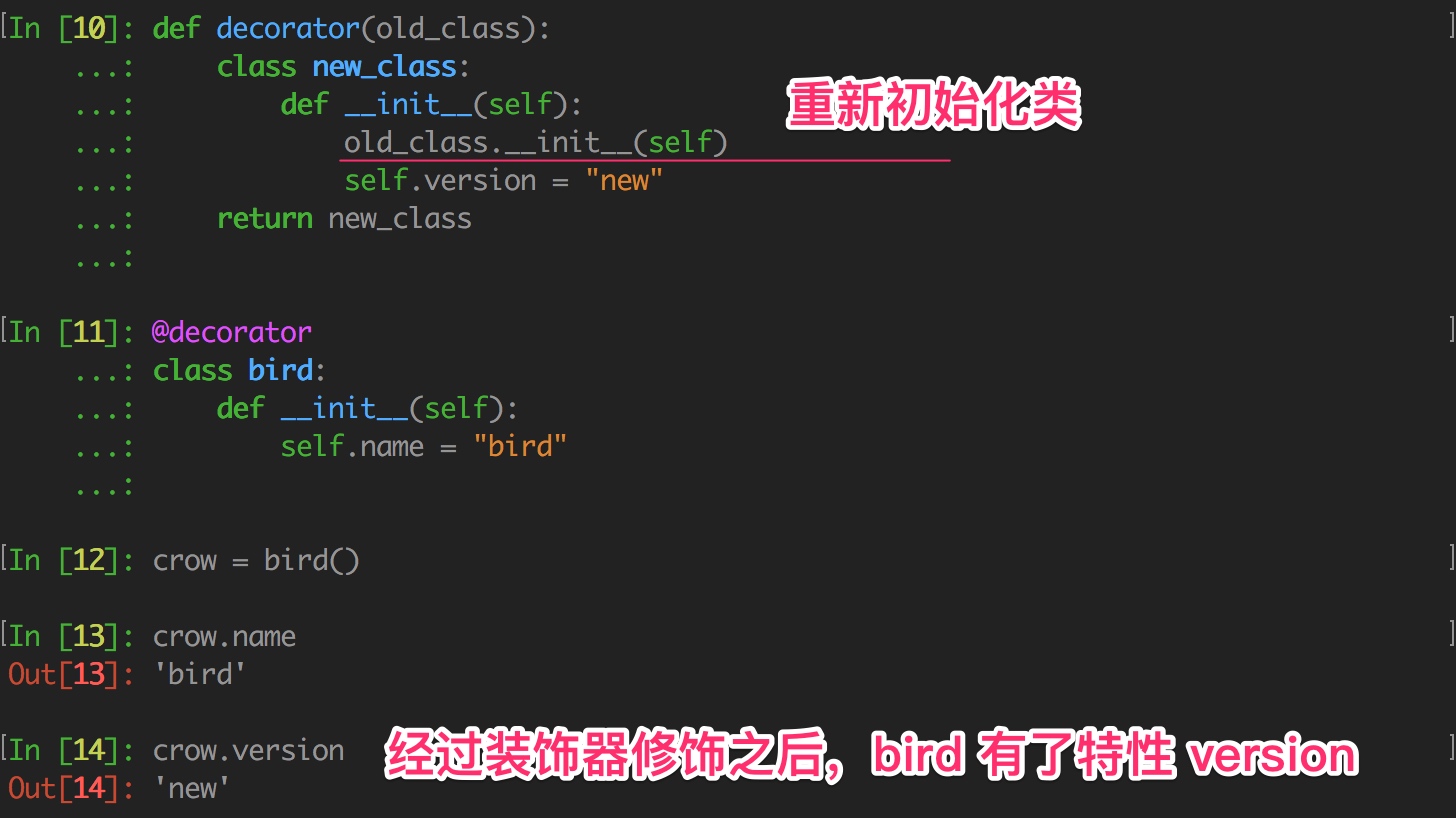 In [10]: def decorator(old_class):
    ...:     class new_class:
    ...:         def __init__(self):
重新初始化类
    ...:             old_class.__init__(self)
    ...:             self.version = "new"
    ...:     return new_class
    ...:
In [11]: @decorator
    ...: class bird:
    ...:     def __init__(self):
    ...:         self.name = "bird"
    ...:
In [12]: crow = bird()
In [13]: crow.name
Out[13]: 'bird'
In [14]: crow.version
经过装饰器修饰之后，bird 有了特性 version
Out[14]: 'new'